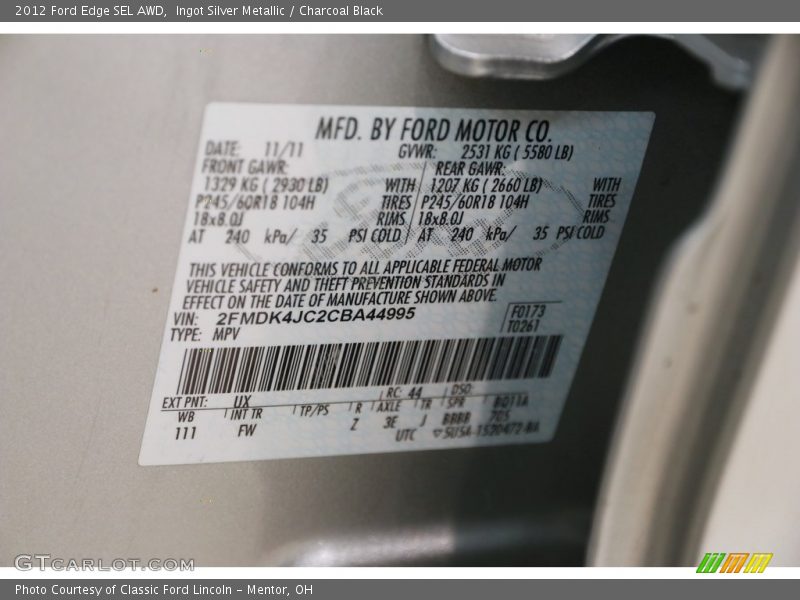 2012 Ford Edge SEL AWD, Ingot Silver Metallic / Charcoal Black
MFD. BY FORD MOTOR CO.
DATE: 11/11 GVWR: 2531 KG ( 5580 LB)
FRONT GAWR: REAR GAWR:
1329 KG ( 2930 LB) WITH 1207 KG ( 2660 LB) WITH
P245/60R18 104H TIRES P245/60R18 104H TIRES
18x8.0J RIMS 18x8.0J RIMS
AT 240 kPa/ 35 PSI COLD AT 240 kPa/ 35 PSI COLD
THIS VEHICLE CONFORMS TO ALL APPLICABLE FEDERAL MOTOR
VEHICLE SAFETY AND THEFT PREVENTION STANDARDS IN
EFFECT ON THE DATE OF MANUFACTURE SHOWN ABOVE.
VIN: 2FMDK4JC2CBA44995 F0173
TYPE: MPV T0261
EXT PNT: UX RC: 44 DSO:
WB INT TR TP/PS R AXLE TR SPR
111 FW Z 3E J BBBB
UTC
GTCarLot.com
Photo Courtesy of Classic Ford Lincoln - Mentor, OH